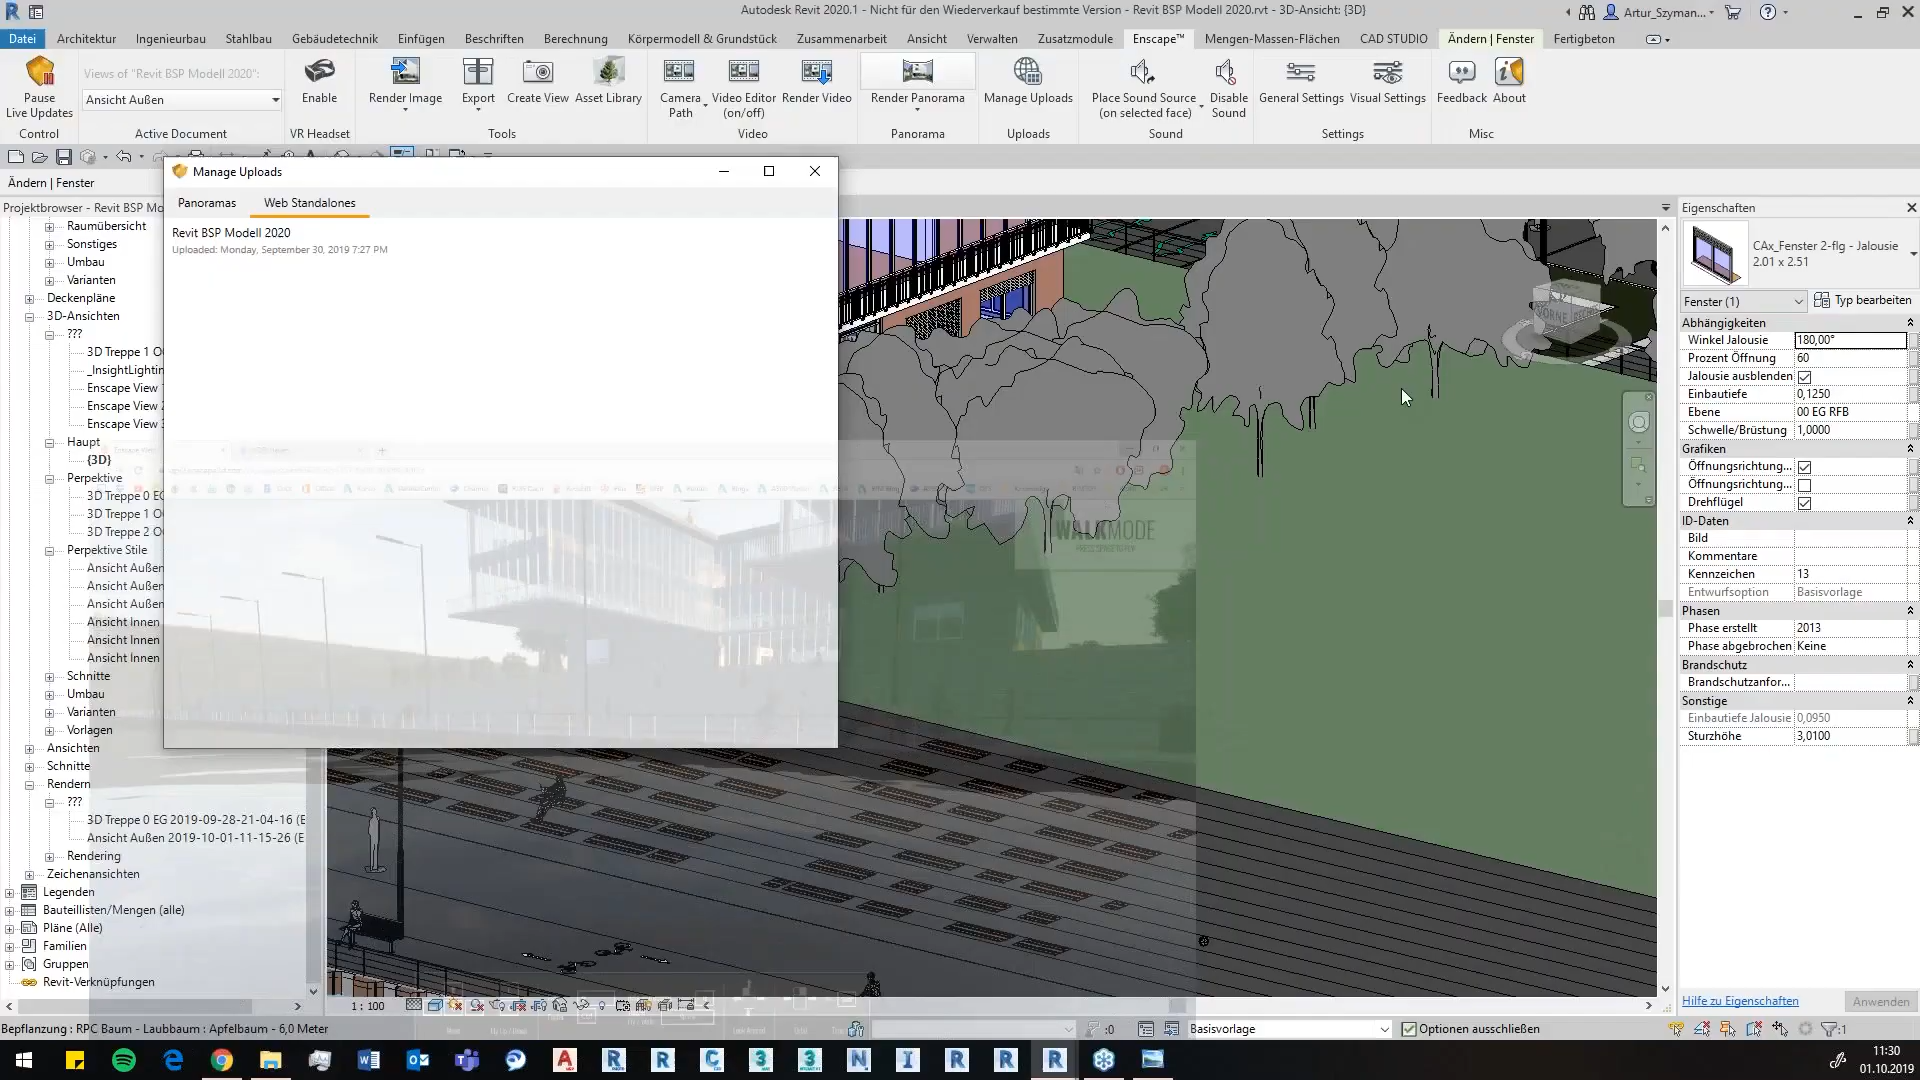 Autodesk Revit 2020.1 - Nicht für den Wiederverkauf bestimmte Version - Revit BSP Modell 2020.rvt - 3D-Ansicht: {3D}
Artur_Szyman...
Datei Architektur Ingenieurbau Stahlbau Gebäudetechnik Einfügen Beschriften Berechnung Körpermodell & Grundstück Zusammenarbeit Ansicht Verwalten Zusatzmodule Enscape™ Mengen-Massen-Flächen CAD STUDIO Ändern | Fenster Fertigbeton
Views of "Revit BSP Modell 2020":
Ansicht Außen
Pause Enable Render Image Export Create View Asset Library Camera Video Editor Render Video Render Panorama Manage Uploads Place Sound Source Disable General Settings Visual Settings Feedback About
Live Updates Path (on/off) (on selected face) Sound
Control Active Document VR Headset Tools Video Panorama Uploads Sound Settings Misc
Ändern | Fenster
Projektbrowser - Revit BSP Mo
Raumübersicht
Sonstiges
Umbau
Varianten
Deckenpläne
3D-Ansichten
???
3D Treppe 1 O
_InsightLightin
Enscape View
Enscape View
Enscape View
Haupt
{3D}
Perspektive
3D Treppe 0 EG
3D Treppe 1 O
3D Treppe 2 O
Perspektive Stile
Ansicht Außen
Ansicht Außen
Ansicht Außen
Ansicht Innen
Ansicht Innen
Ansicht Innen
Schnitte
Umbau
Varianten
Vorlagen
Ansichten
Schnitte
Rendern
???
3D Treppe 0 EG 2019-09-28-21-04-16 (E
Ansicht Außen 2019-10-01-11-15-26 (E
Rendering
Zeichenansichten
Legenden
Bauteillisten/Mengen (alle)
Pläne (Alle)
Familien
Gruppen
Revit-Verknüpfungen
Manage Uploads
Panoramas Web Standalones
Revit BSP Modell 2020
Uploaded: Monday, September 30, 2019 7:27 PM
WALKMODE
VORNE
Eigenschaften
CAx_Fenster 2-flg - Jalousie
2.01 x 2.51
Fenster (1) Typ bearbeiten
Abhängigkeiten
Winkel Jalousie 180,00°
Prozent Öffnung 60
Jalousie ausblenden
Einbautiefe 0,1250
Ebene 00 EG RFB
Schwelle/Brüstung 1,0000
Grafiken
Öffnungsrichtung...
Öffnungsrichtung...
Drehflügel
ID-Daten
Bild
Kommentare
Kennzeichen 13
Entwurfsoption Basisvorlage
Phasen
Phase erstellt 2013
Phase abgebrochen Keine
Brandschutz
Brandschutzanfor...
Sonstige
Einbautiefe Jalousie 0,0950
Sturzhöhe 3,0100
Hilfe zu Eigenschaften Anwenden
1 : 100
Bepflanzung : RPC Baum - Laubbaum : Apfelbaum - 6,0 Meter
:0
Basisvorlage
Optionen ausschließen
:1
11:30
01.10.2019